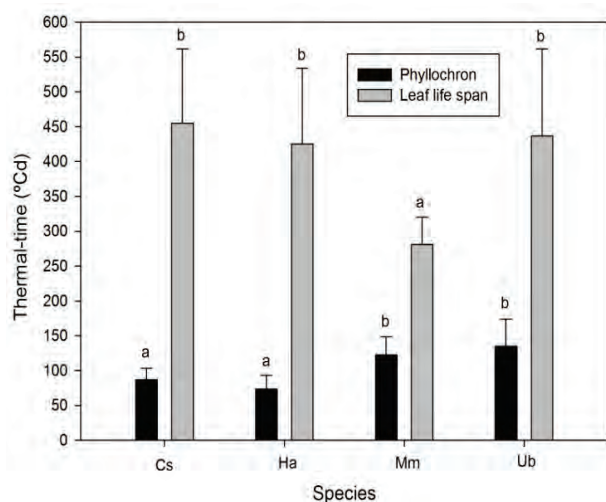 600
550
500
450
400
350
300
250
200
150
100
50
0
Thermal-time (ºCd)
Phyllochron
Leaf life span
a
b
a
b
b
a
b
b
Cs
Ha
Mm
Ub
Species